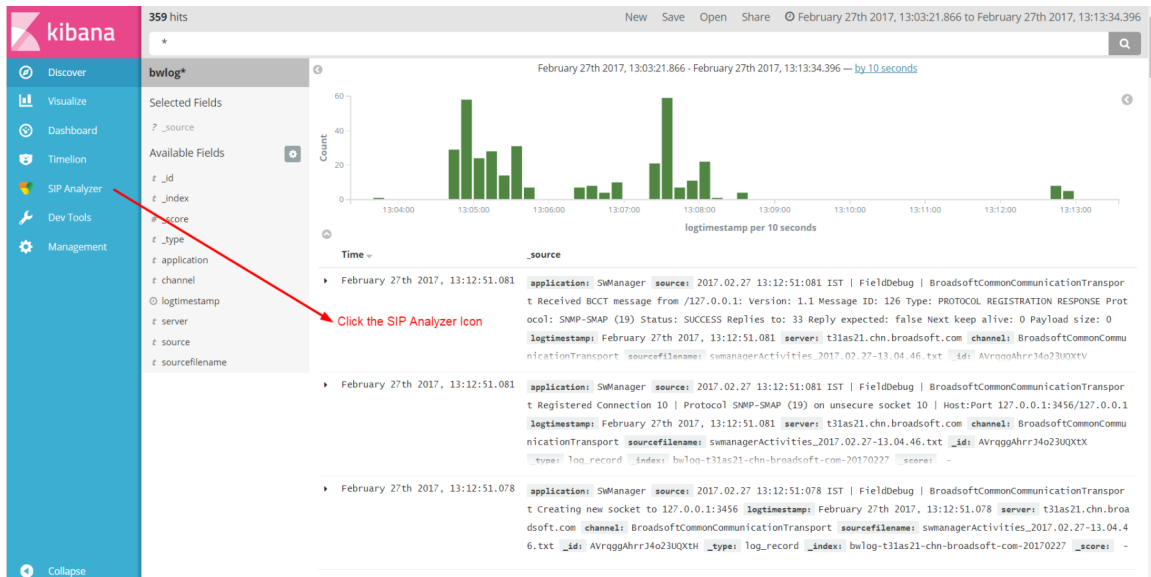 kibana
Discover
Visualize
Dashboard
Timelion
SIP Analyzer
Dev Tools
Management
Collapse
359 hits
New Save Open Share February 27th 2017, 13:03:21.866 to February 27th 2017, 13:13:34.396
*
bwlog*
Selected Fields
? _source
Available Fields
t _id
t _index
# _score
t _type
t application
t channel
logtimestamp
t server
t source
t sourcefilename
February 27th 2017, 13:03:21.866 - February 27th 2017, 13:13:34.396 — by 10 seconds
Count
60
40
20
0
13:04:00 13:05:00 13:06:00 13:07:00 13:08:00 13:09:00 13:10:00 13:11:00 13:12:00 13:13:00
logtimestamp per 10 seconds
Time _source
Click the SIP Analyzer Icon
February 27th 2017, 13:12:51.081 application: SWManager source: 2017.02.27 13:12:51:081 IST | FieldDebug | BroadsoftCommonCommunicationTranspor
t Received BCCT message from /127.0.0.1: Version: 1.1 Message ID: 126 Type: PROTOCOL REGISTRATION RESPONSE Prot
ocol: SNMP-SMAP (19) Status: SUCCESS Replies to: 33 Reply expected: false Next keep alive: 0 Payload size: 0
logtimestamp: February 27th 2017, 13:12:51.081 server: t31as21.chn.broadsoft.com channel: BroadsoftCommonCommu
nicationTransport sourcefilename: swmanagerActivities_2017.02.27-13.04.46.txt _id: AVrqggAhrrJ4o23UQXtV
February 27th 2017, 13:12:51.081 application: SWManager source: 2017.02.27 13:12:51:081 IST | FieldDebug | BroadsoftCommonCommunicationTranspor
t Registered Connection 10 | Protocol SNMP-SMAP (19) on unsecure socket 10 | Host:Port 127.0.0.1:3456/127.0.0.1
logtimestamp: February 27th 2017, 13:12:51.081 server: t31as21.chn.broadsoft.com channel: BroadsoftCommonCommu
nicationTransport sourcefilename: swmanagerActivities_2017.02.27-13.04.46.txt _id: AVrqggAhrrJ4o23UQXtX
_type: log_record _index: bwlog-t31as21-chn-broadsoft-com-20170227 _score: -
February 27th 2017, 13:12:51.078 application: SWManager source: 2017.02.27 13:12:51:078 IST | FieldDebug | BroadsoftCommonCommunicationTranspor
t Creating new socket to 127.0.0.1:3456 logtimestamp: February 27th 2017, 13:12:51.078 server: t31as21.chn.broa
dsoft.com channel: BroadsoftCommonCommunicationTransport sourcefilename: swmanagerActivities_2017.02.27-13.04.4
6.txt _id: AVrqggAhrrJ4o23UQXtH _type: log_record _index: bwlog-t31as21-chn-broadsoft-com-20170227 _score: -